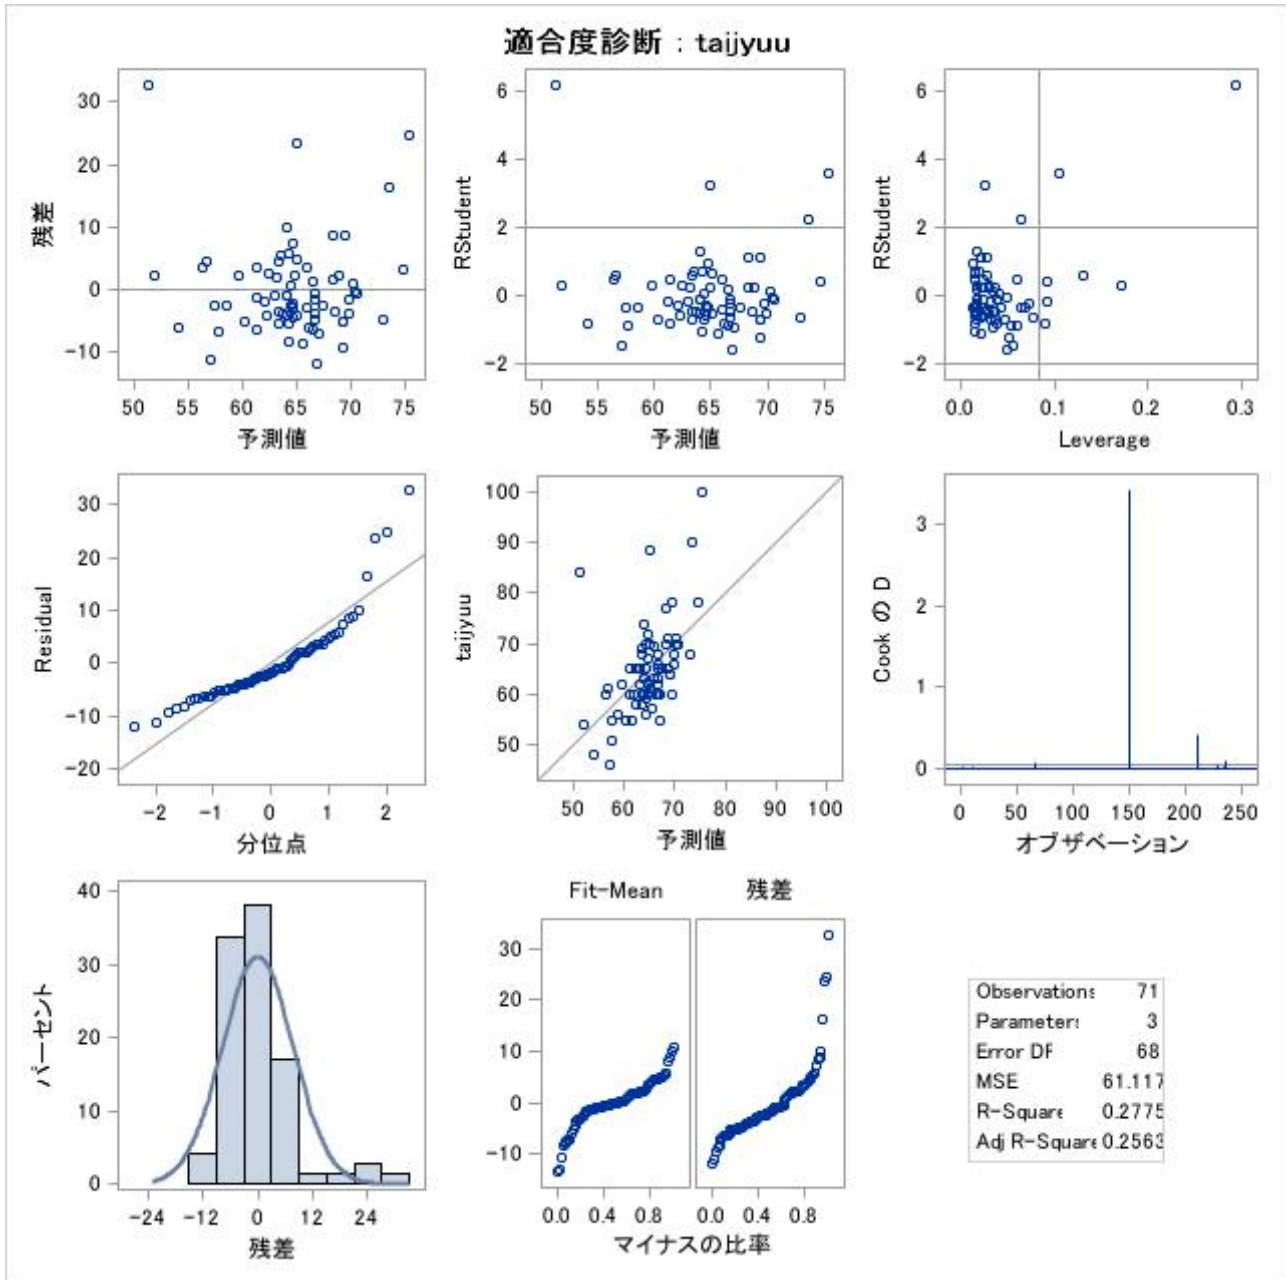 適合度診断 : taijyuu
残差
30
20
10
0
-10
50 55 60 65 70 75
予測値
RStudent
6
4
2
0
-2
50 55 60 65 70 75
予測値
RStudent
6
4
2
0
-2
0.0 0.1 0.2 0.3
Leverage
Residual
30
20
10
0
-10
-20
-2 -1 0 1 2
分位点
taijyuu
100
90
80
70
60
50
50 60 70 80 90 100
予測値
Cook の D
3
2
1
0
0 50 100 150 200 250
オブザベーション
パーセント
40
30
20
10
0
-24 -12 0 12 24
残差
Fit-Mean 残差
30
20
10
0
-10
0.0 0.4 0.8 0.0 0.4 0.8
マイナスの比率
Observations 71
Parameters 3
Error DF 68
MSE 61.117
R-Square 0.2775
Adj R-Square 0.2563